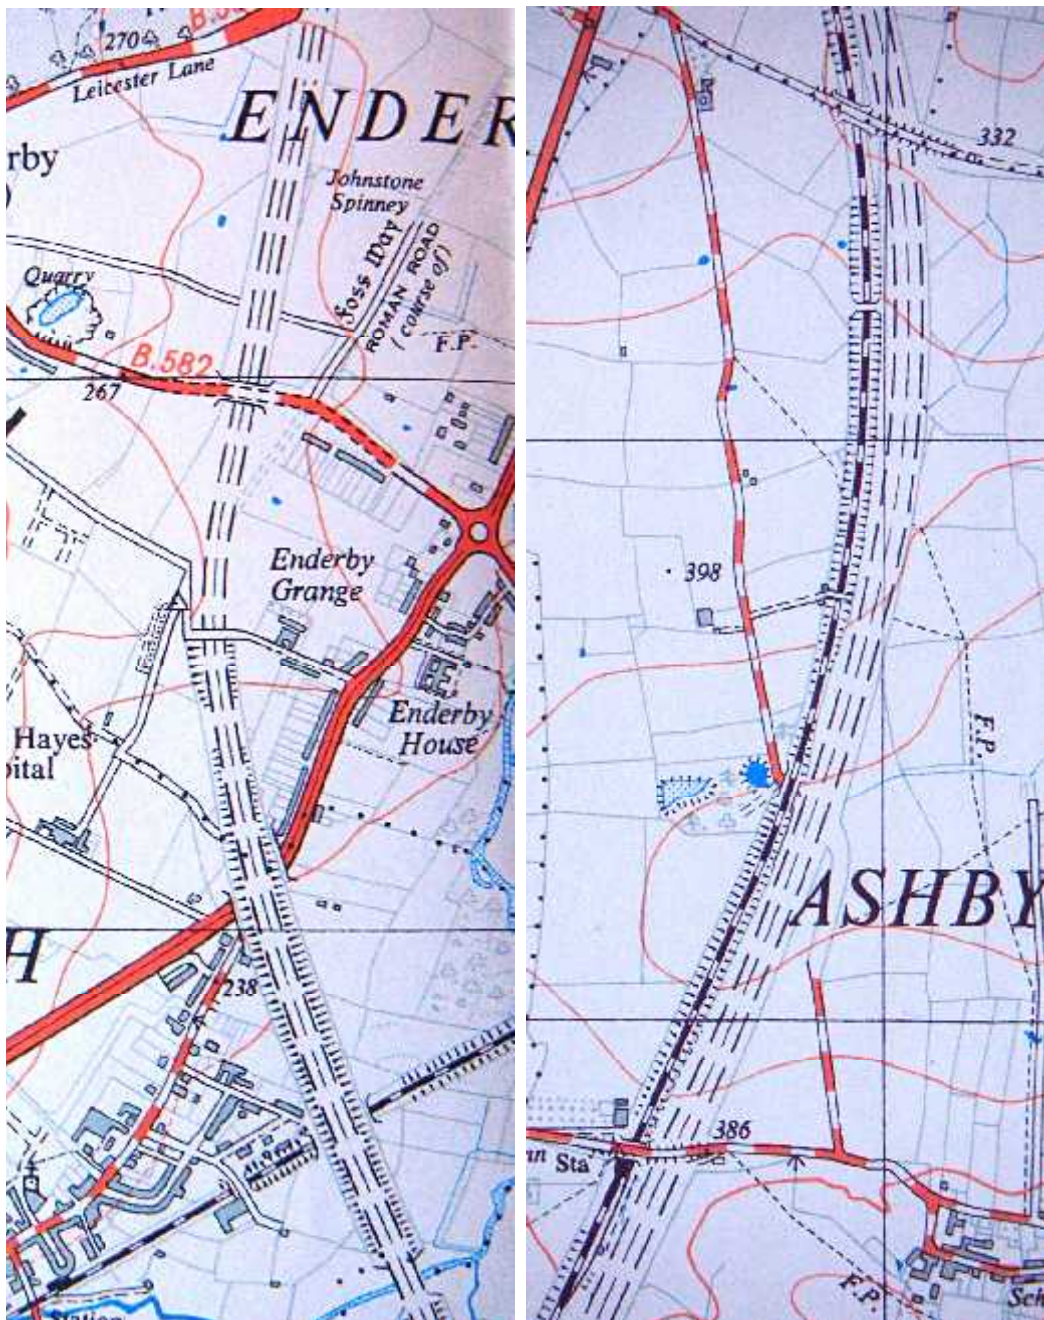 270
Leicester Lane
ENDER
rby
Johnstone
Spinney
Foss Way
ROMAN ROAD
(course of)
Quarry
F.P.
B.582
267
Enderby
Grange
Enderby
House
Hayes
pital
H
238
Station
332
398
F.P.
ASHBY
386
Sta
F.P.
Sch